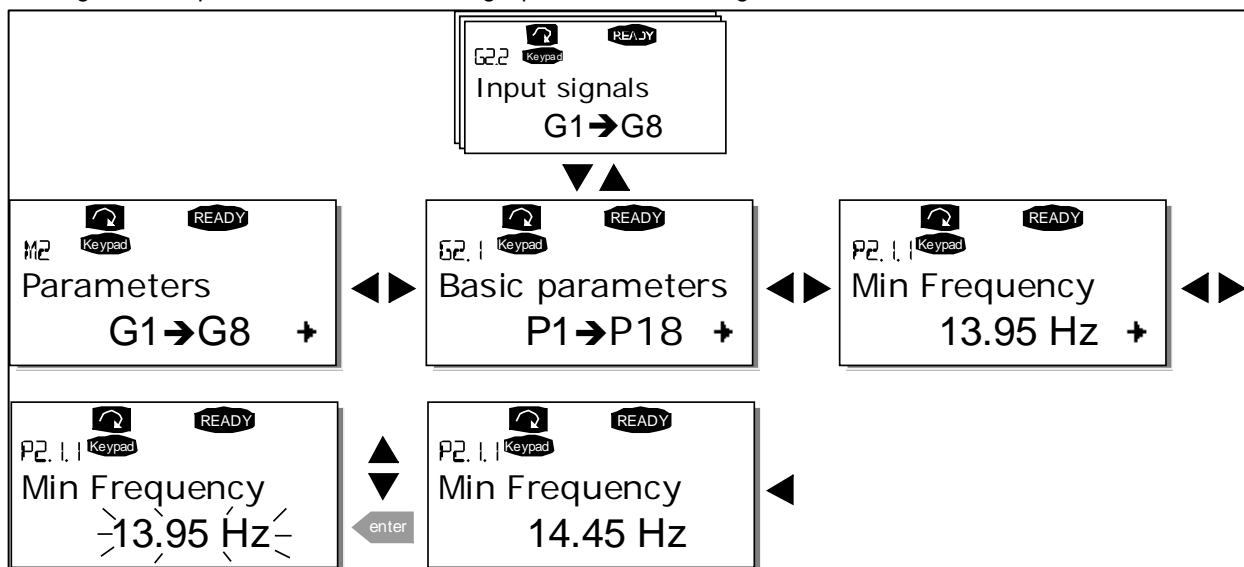 G2.2
READY
Keypad
Input signals
G1➔G8
READY
M2
Keypad
Parameters
G1➔G8
READY
G2.1
Keypad
Basic parameters
P1➔P18
READY
P2.1.1
Keypad
Min Frequency
13.95 Hz
READY
P2.1.1
Keypad
Min Frequency
13.95 Hz
enter
READY
P2.1.1
Keypad
Min Frequency
14.45 Hz